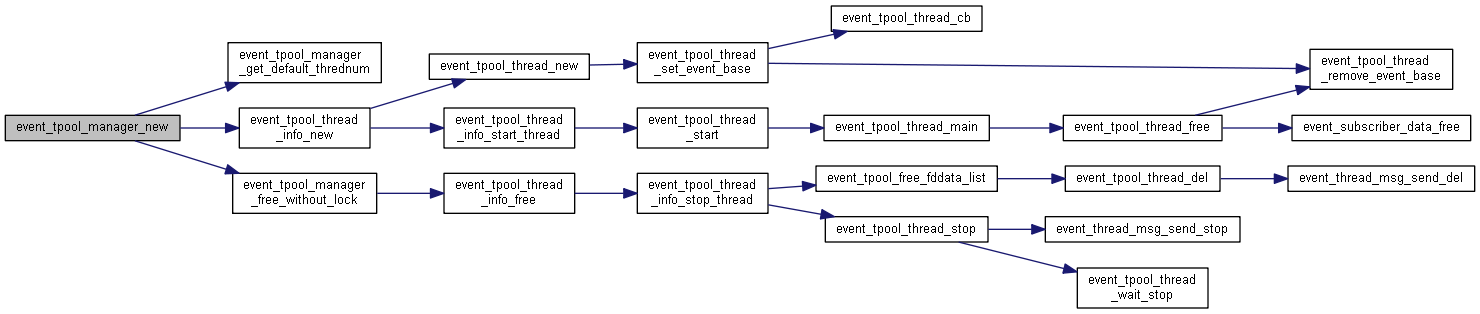 event_tpool_thread_cb
event_tpool_manager
_get_default_thrednum
event_tpool_thread_new
event_tpool_thread
_set_event_base
event_tpool_thread
_remove_event_base
event_tpool_manager_new
event_tpool_thread
_info_new
event_tpool_thread
_info_start_thread
event_tpool_thread
_start
event_tpool_thread_main
event_tpool_thread_free
event_subscriber_data_free
event_tpool_manager
_free_without_lock
event_tpool_thread
_info_free
event_tpool_thread
_info_stop_thread
event_tpool_free_fddata_list
event_tpool_thread_del
event_thread_msg_send_del
event_tpool_thread_stop
event_thread_msg_send_stop
event_tpool_thread
_wait_stop